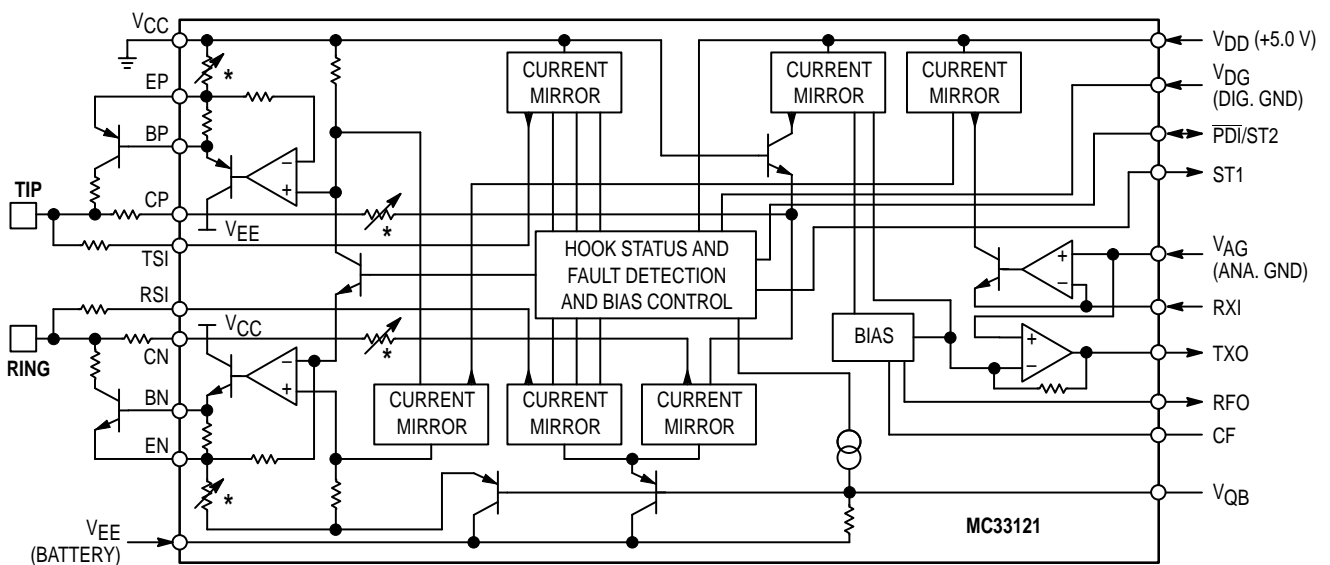 VCC
EP
BP
TIP
CP
TSI
RSI
RING
CN
BN
EN
VEE
(BATTERY)
*
VEE
*
VCC
*
*
CURRENT
MIRROR
CURRENT
MIRROR
CURRENT
MIRROR
−
+
HOOK STATUS AND
FAULT DETECTION
AND BIAS CONTROL
+
−
BIAS
+
−
−
+
CURRENT
MIRROR
CURRENT
MIRROR
CURRENT
MIRROR
MC33121
VDD (+5.0 V)
VDG
(DIG. GND)
PDI/ST2
ST1
VAG
(ANA. GND)
RXI
TXO
RFO
CF
VQB